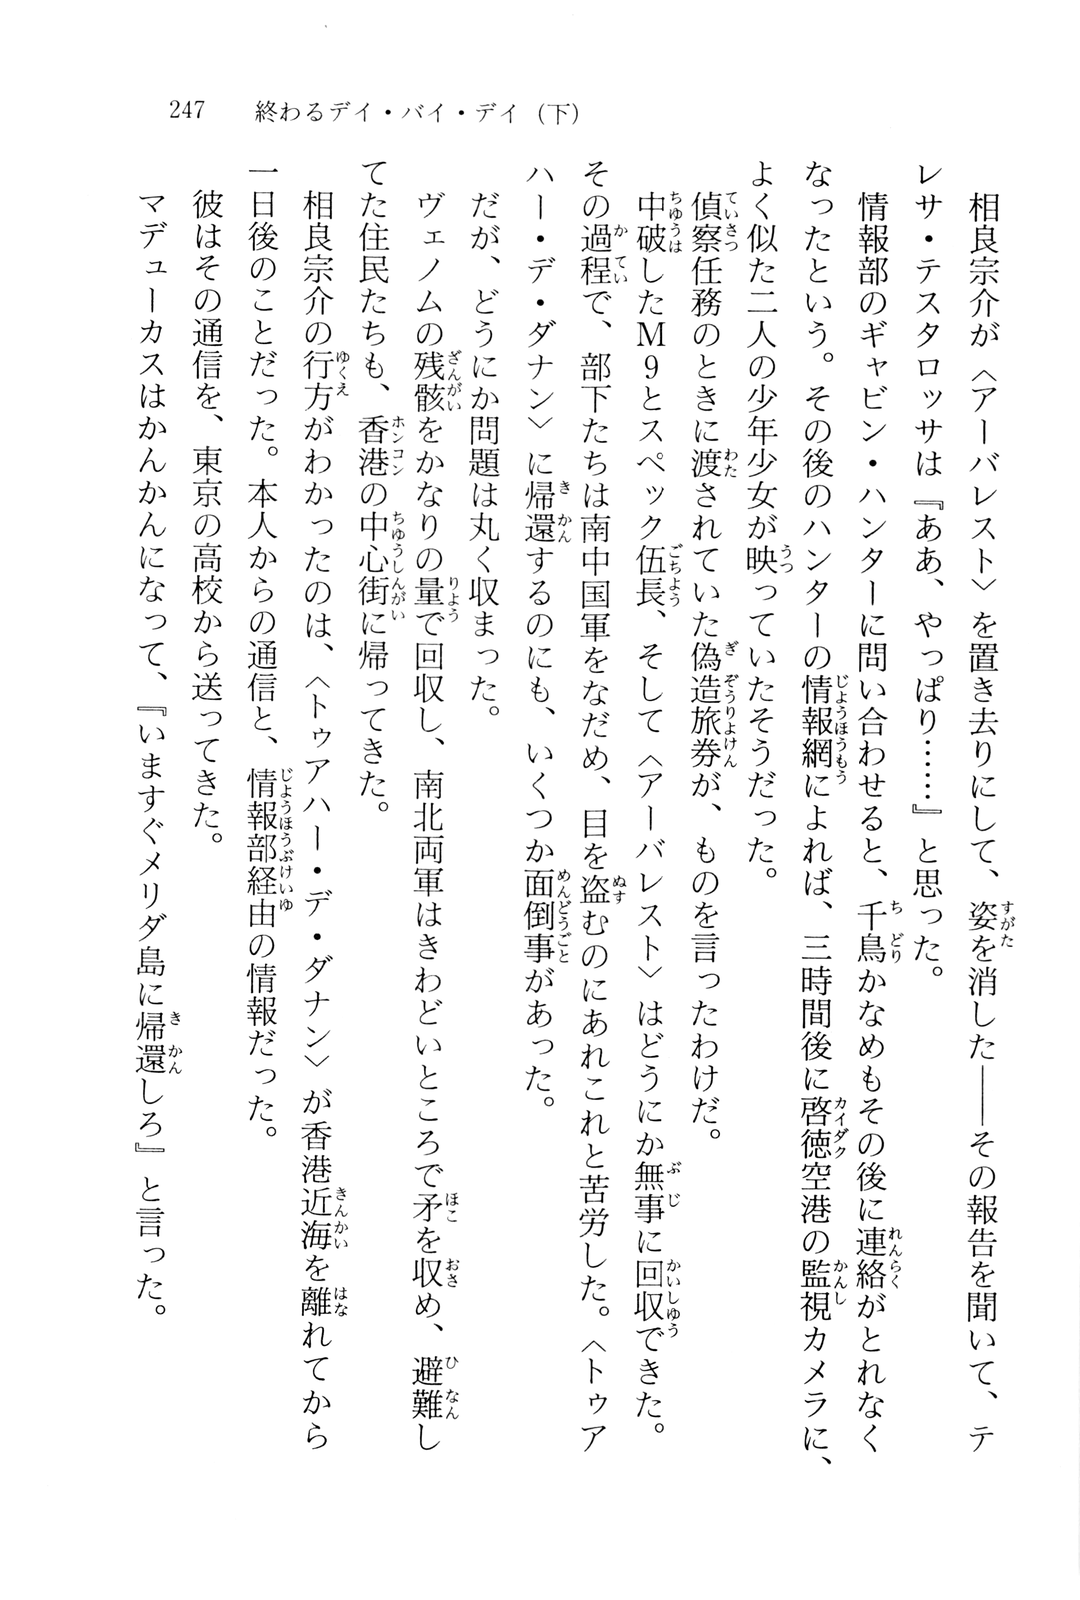 247　終わるデイ・バイ・デイ（下）
　相良宗介が〈アーバレスト〉を置き去りにして、姿を消した――その報告を聞いて、テ
レサ・テスタロッサは『ああ、やっぱり……』と思った。
　情報部のギャビン・ハンターに問い合わせると、千鳥かなめもその後に連絡がとれなく
なったという。その後のハンターの情報網によれば、三時間後に啓徳空港の監視カメラに、
よく似た二人の少年少女が映っていたそうだった。
　偵察任務のときに渡されていた偽造旅券が、ものを言ったわけだ。
　中破したM9とスペック伍長、そして〈アーバレスト〉はどうにか無事に回収できた。
その過程で、部下たちは南中国軍をなだめ、目を盗むのにあれこれと苦労した。〈トゥア
ハー・デ・ダナン〉に帰還するのにも、いくつか面倒事があった。
　だが、どうにか問題は丸く収まった。
　ヴェノムの残骸をかなりの量で回収し、南北両軍はきわどいところで矛を収め、避難し
てた住民たちも、香港の中心街に帰ってきた。
　相良宗介の行方がわかったのは、〈トゥアハー・デ・ダナン〉が香港近海を離れてから
一日後のことだった。本人からの通信と、情報部経由の情報だった。
　彼はその通信を、東京の高校から送ってきた。
　マデューカスはかんかんになって、『いますぐメリダ島に帰還しろ』と言った。